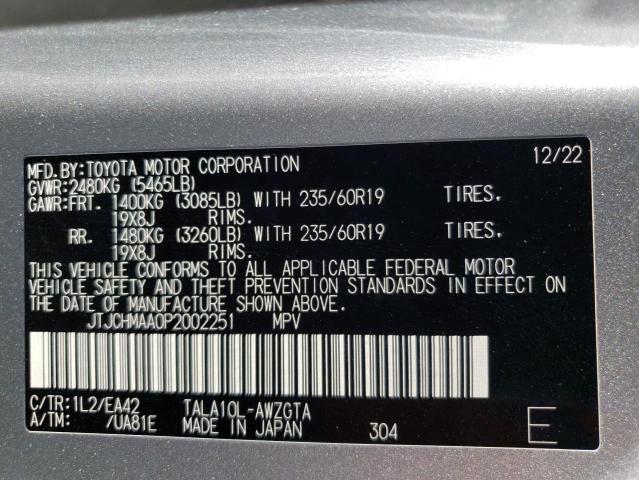 MFD.BY:TOYOTA MOTOR CORPORATION 12/22
GVWR:2480KG (5465LB)
GAWR:FRT. 1400KG (3085LB) WITH 235/60R19 TIRES.
19X8J RIMS.
RR. 1480KG (3260LB) WITH 235/60R19 TIRES.
19X8J RIMS.
THIS VEHICLE CONFORMS TO ALL APPLICABLE FEDERAL MOTOR
VEHICLE SAFETY AND THEFT PREVENTION STANDARDS IN EFFECT ON
THE DATE OF MANUFACTURE SHOWN ABOVE.
JTJCHMAA0P2002251 MPV
C/TR:1L2/EA42 TALA10L-AWZGTA
A/TM: /UA81E MADE IN JAPAN 304 E